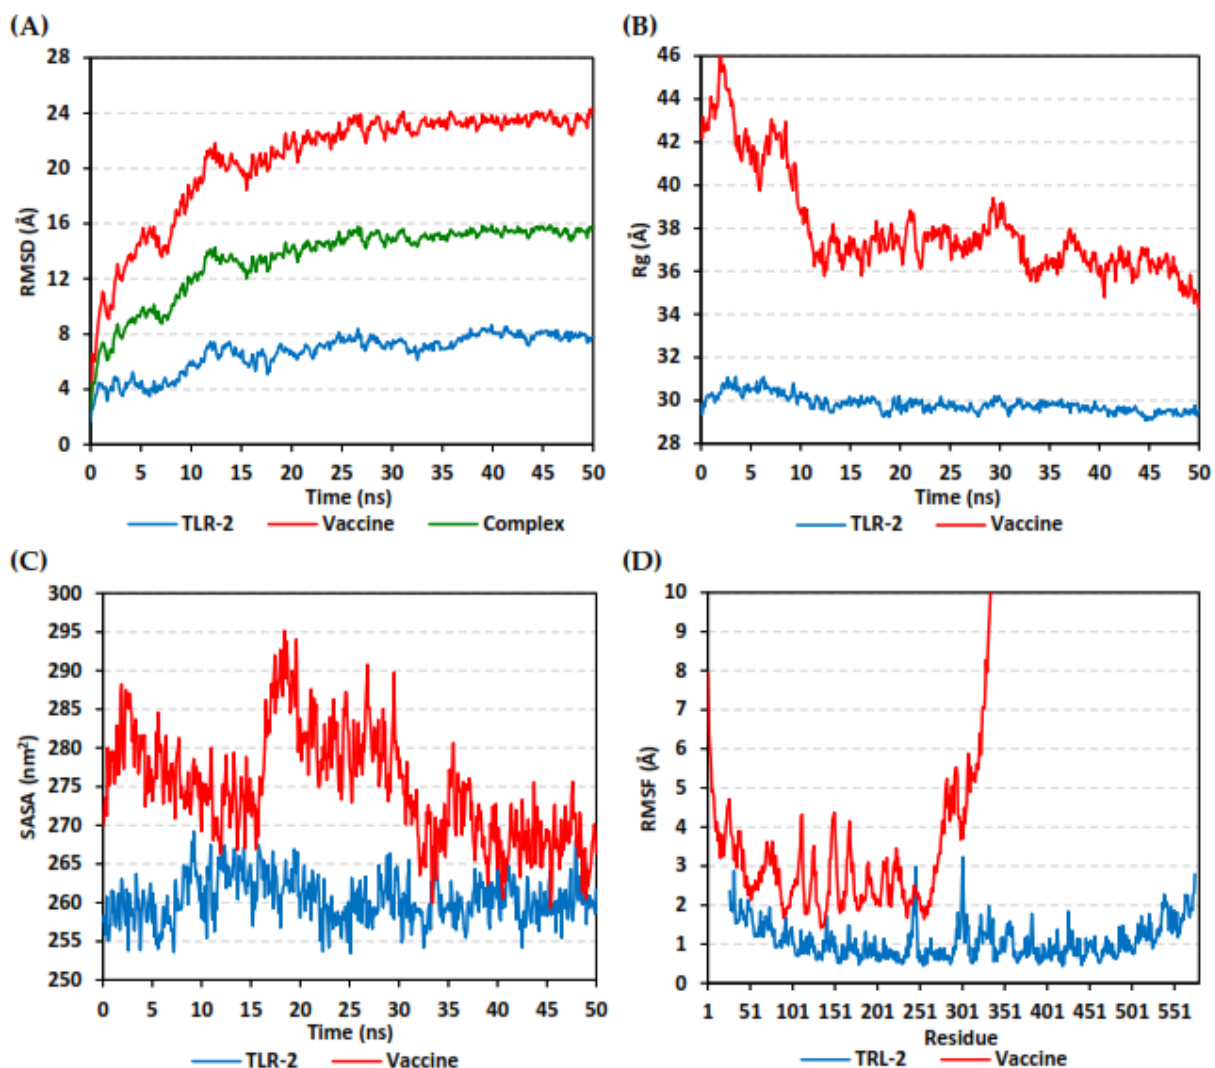 (A)
RMSD (Å)
28
24
20
16
12
8
4
0
0 5 10 15 20 25 30 35 40 45 50
Time (ns)
TLR-2 Vaccine Complex
(B)
Rg (Å)
46
44
42
40
38
36
34
32
30
28
0 5 10 15 20 25 30 35 40 45 50
Time (ns)
TLR-2 Vaccine
(C)
SASA (nm²)
300
295
290
285
280
275
270
265
260
255
250
0 5 10 15 20 25 30 35 40 45 50
Time (ns)
TLR-2 Vaccine
(D)
RMSF (Å)
10
9
8
7
6
5
4
3
2
1
0
1 51 101 151 201 251 301 351 401 451 501 551
Residue
TRL-2 Vaccine